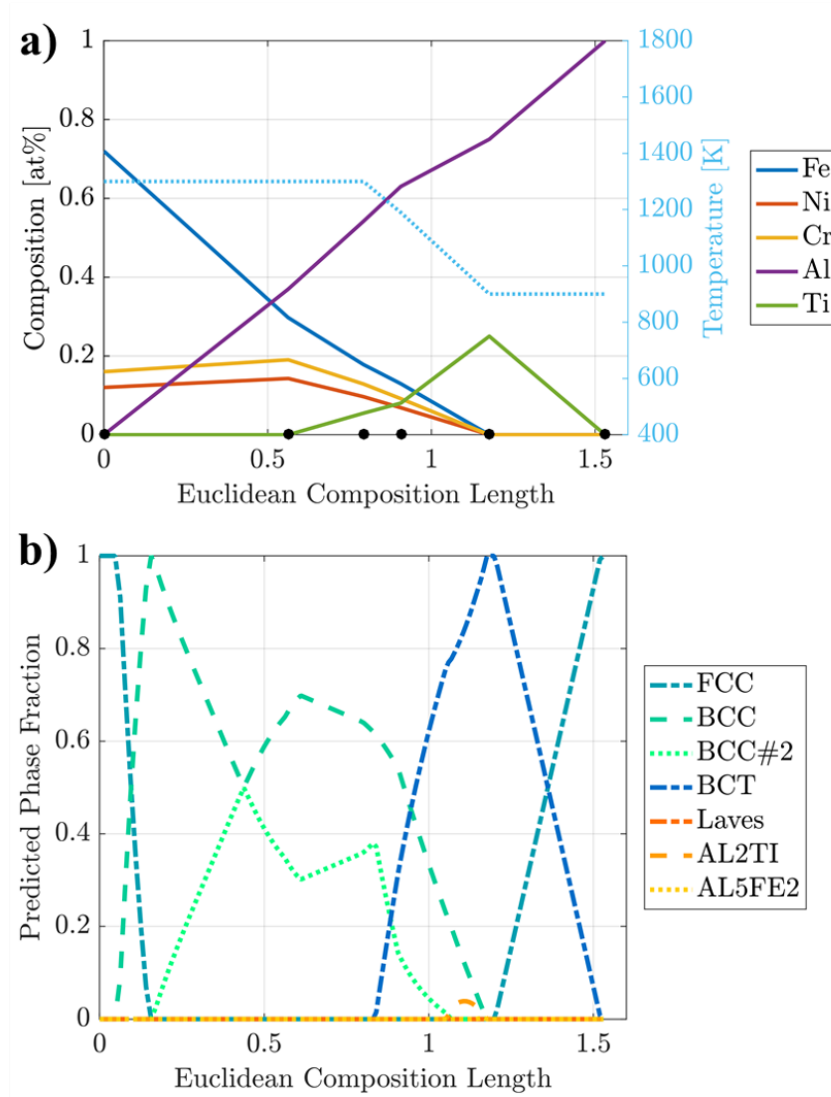 a)
1
0.8
0.6
0.4
0.2
0
Composition [at%]
1800
1600
1400
1200
1000
800
600
400
Temperature [K]
0
0.5
1
1.5
Euclidean Composition Length
Fe
Ni
Cr
Al
Ti
b)
1
0.8
0.6
0.4
0.2
0
Predicted Phase Fraction
0
0.5
1
1.5
Euclidean Composition Length
FCC
BCC
BCC#2
BCT
Laves
AL2TI
AL5FE2